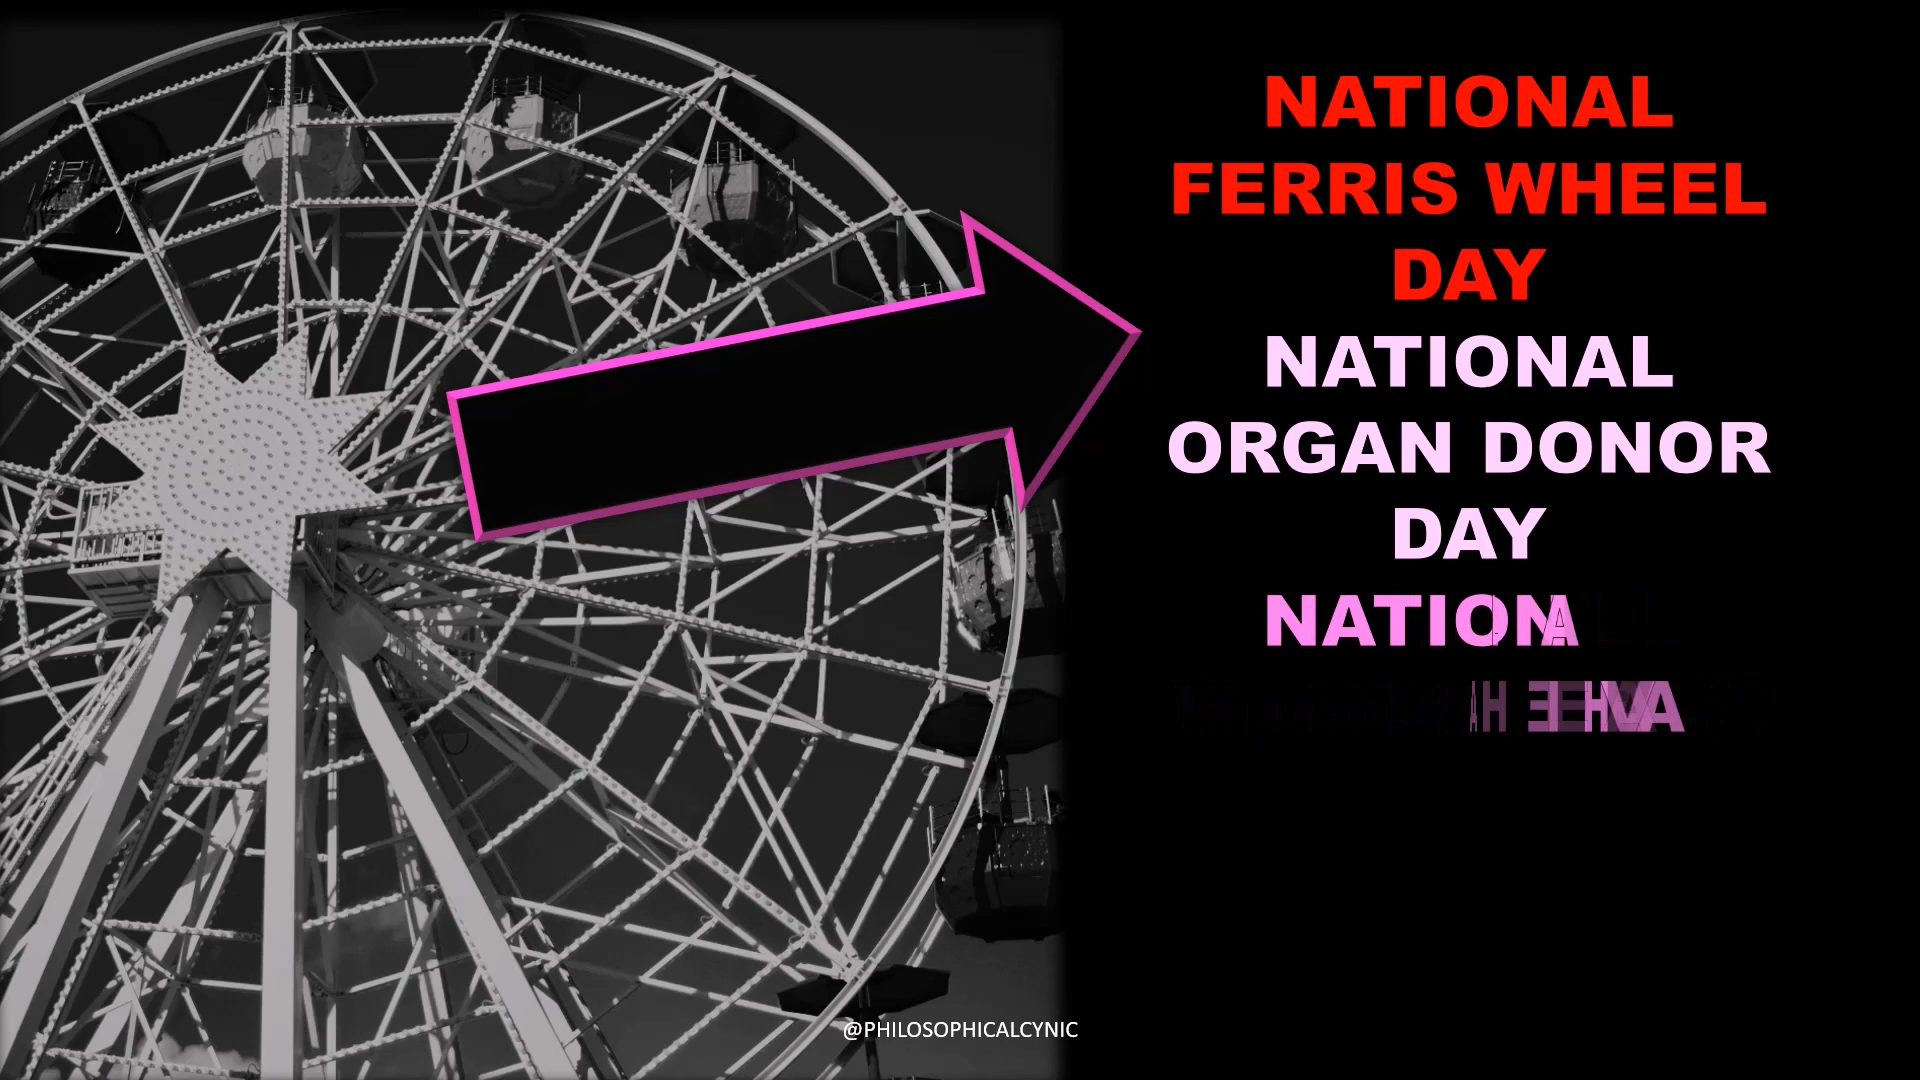 NATIONAL
FERRIS WHEEL
DAY
NATIONAL
ORGAN DONOR
DAY
@PHILOSOPHICALCYNIC